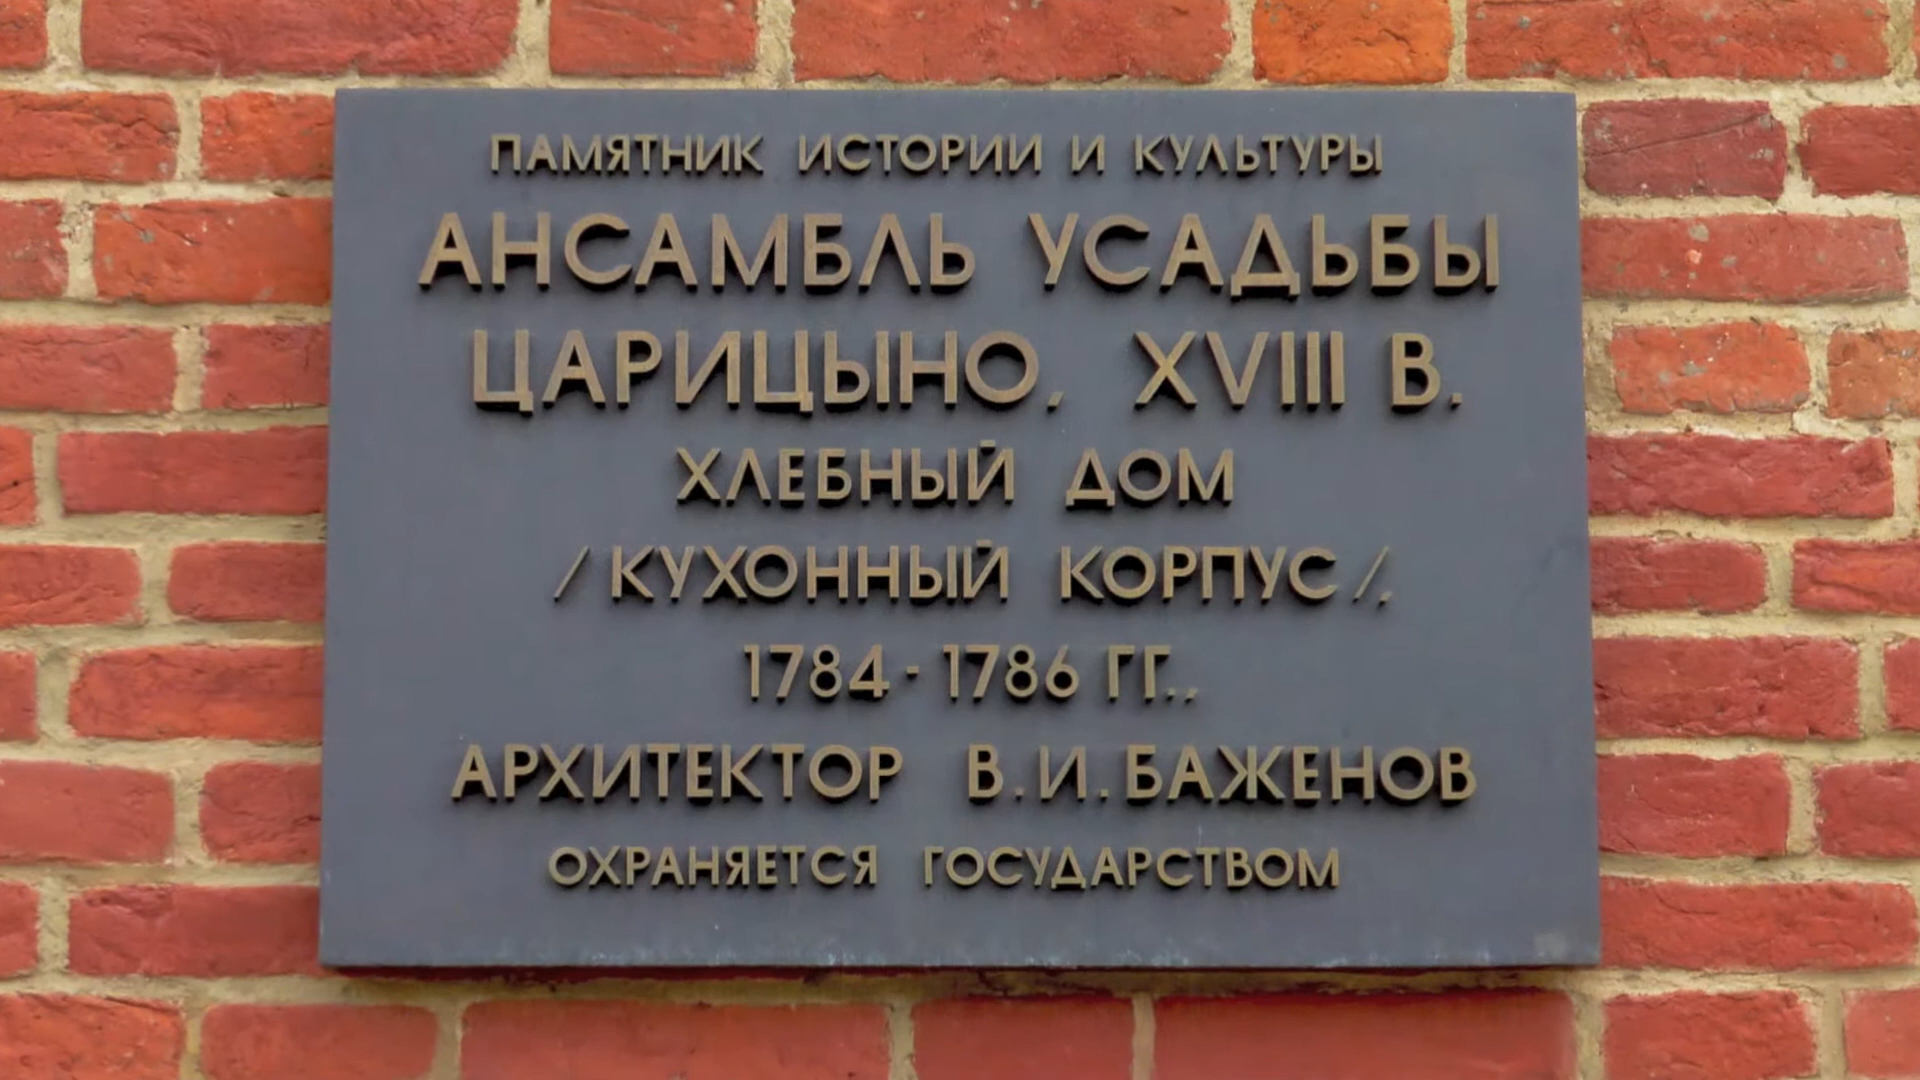 ПАМЯТНИК ИСТОРИИ И КУЛЬТУРЫ
АНСАМБЛЬ УСАДЬБЫ
ЦАРИЦЫНО, XVIII В.
ХЛЕБНЫЙ ДОМ
/КУХОННЫЙ КОРПУС/,
1784-1786 ГГ.,
АРХИТЕКТОР В.И.БАЖЕНОВ
ОХРАНЯЕТСЯ ГОСУДАРСТВОМ